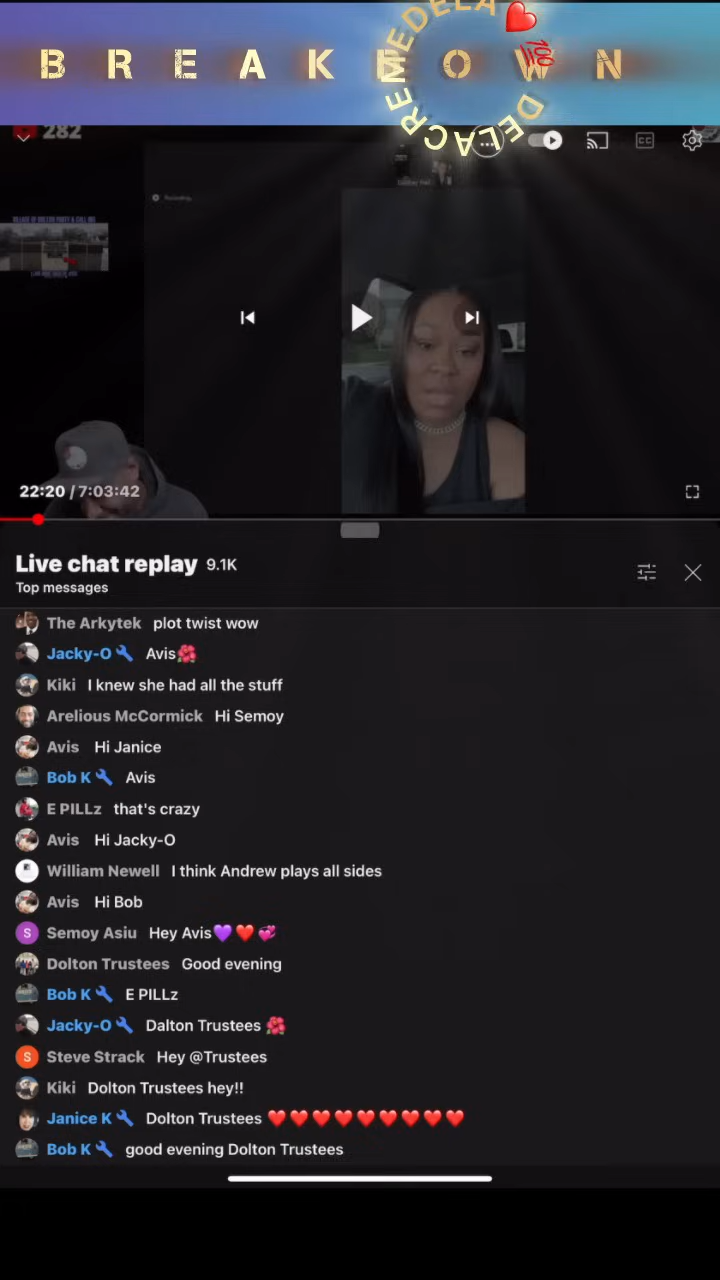 BREAKDOWN
DELACREMEDELA
282
22:20 / 7:03:42
Live chat replay 9.1K
Top messages
The Arkytek plot twist wow
Jacky-O🔧 Avis🌺
Kiki I knew she had all the stuff
Arelious McCormick Hi Semoy
Avis Hi Janice
Bob K🔧 Avis
E PILLz that's crazy
Avis Hi Jacky-O
William Newell I think Andrew plays all sides
Avis Hi Bob
S Semoy Asiu Hey Avis💜❤️💞
Dolton Trustees Good evening
Bob K🔧 E PILLz
Jacky-O🔧 Dalton Trustees 🌺
S Steve Strack Hey @Trustees
Kiki Dolton Trustees hey!!
Janice K🔧 Dolton Trustees ❤️❤️❤️❤️❤️❤️❤️❤️❤️
Bob K🔧 good evening Dolton Trustees